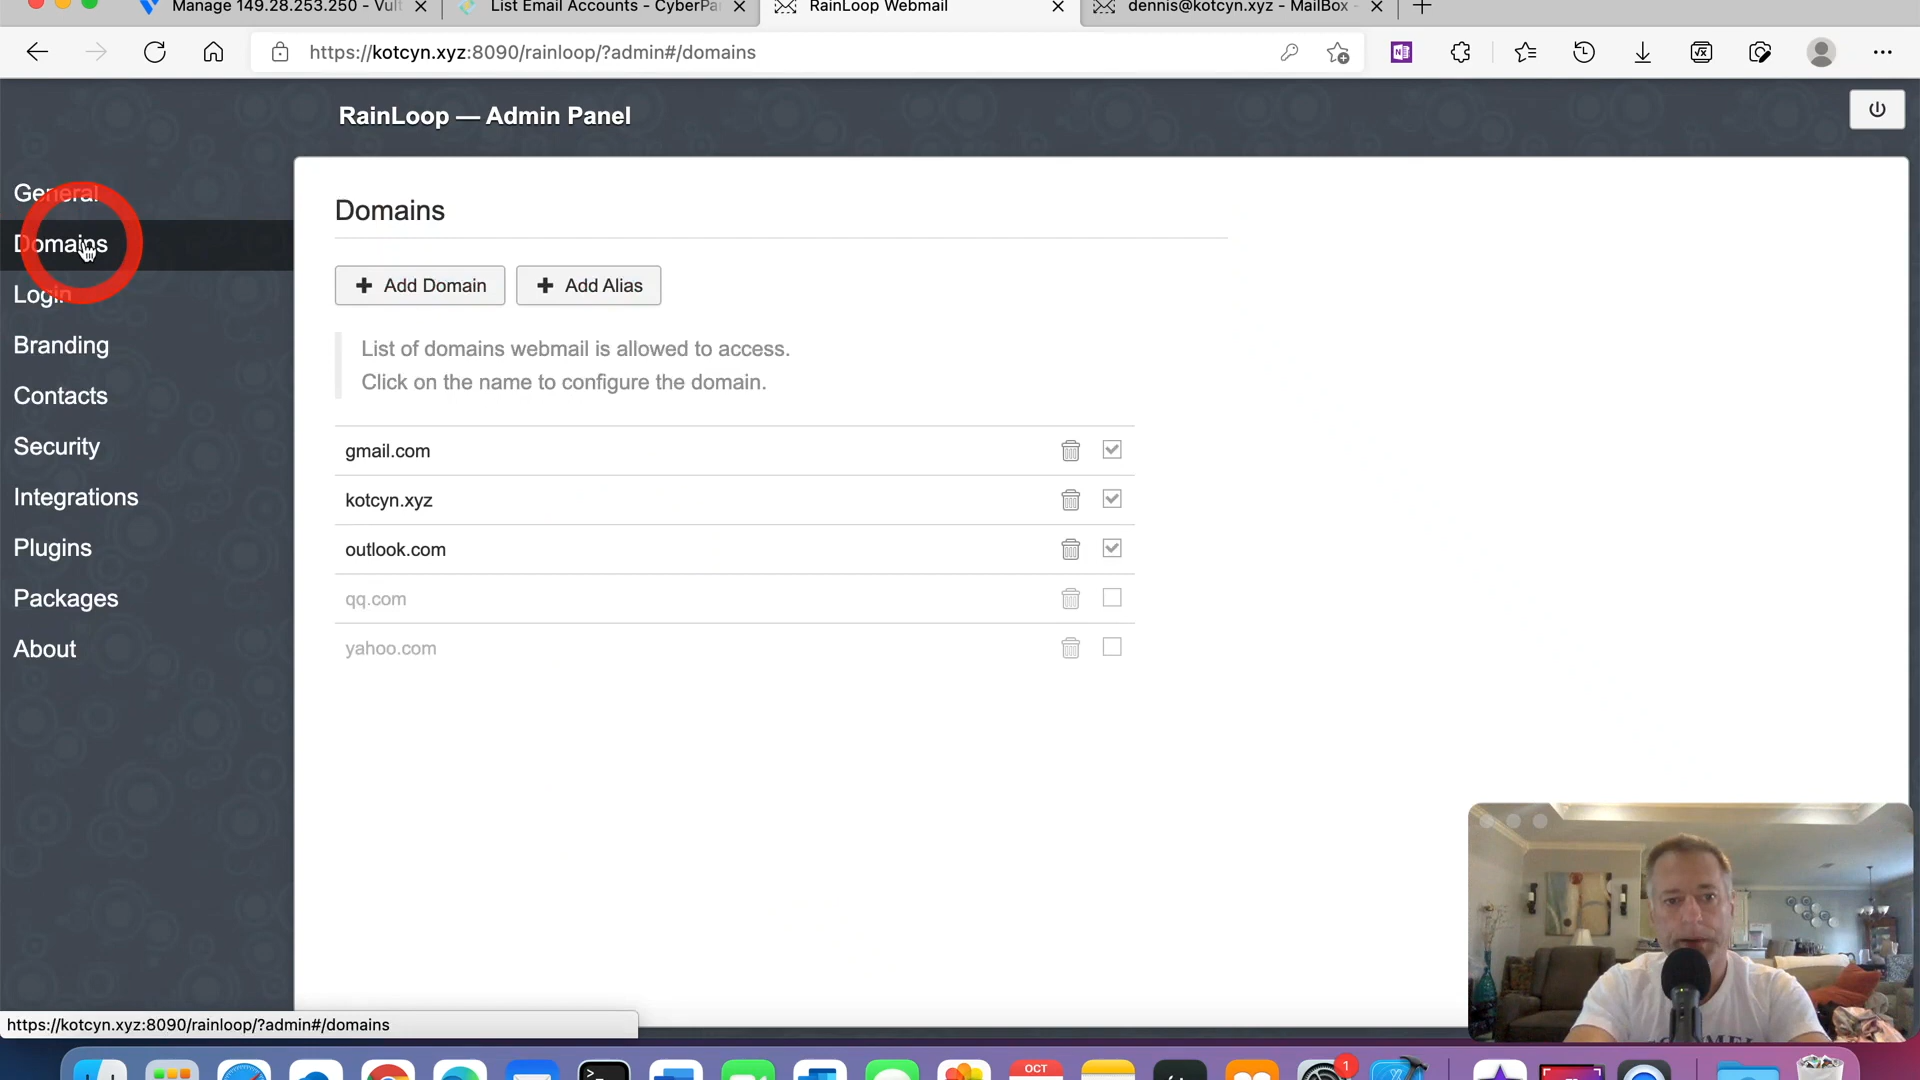 Manage 149.28.253.250 - Vult
List Email Accounts - CyberPa
RainLoop Webmail
dennis@kotcyn.xyz - MailBox -
https://kotcyn.xyz:8090/rainloop/?admin#/domains
RainLoop — Admin Panel
General
Domains
Login
Branding
Contacts
Security
Integrations
Plugins
Packages
About
Domains
Add Domain
Add Alias
List of domains webmail is allowed to access.
Click on the name to configure the domain.
gmail.com
kotcyn.xyz
outlook.com
qq.com
yahoo.com
https://kotcyn.xyz:8090/rainloop/?admin#/domains
OCT
1